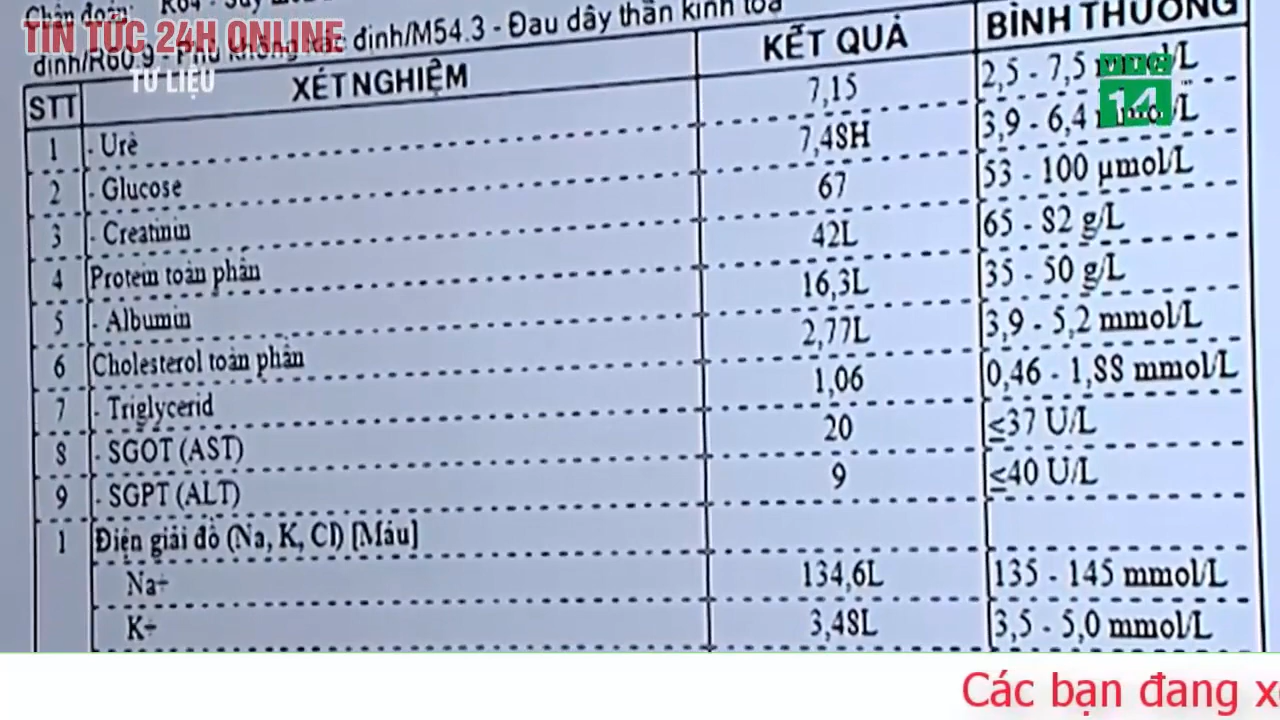 Chẩn đoán: R64 - Suy
định/R60.9 - Phù không xác định/M54.3 - Đau dây thần kinh tọa
TIN TỨC 24H ONLINE
TƯ LIỆU
VTC
14
STT XÉT NGHIỆM KẾT QUẢ BÌNH THƯỜNG
1 - Urê 7,15 2,5 - 7,5 mmol/L
2 - Glucose 7,48H 3,9 - 6,4 mmol/L
3 - Creatinin 67 53 - 100 µmol/L
4 Protein toàn phần 42L 65 - 82 g/L
5 - Albumin 16,3L 35 - 50 g/L
6 Cholesterol toàn phần 2,77L 3,9 - 5,2 mmol/L
7 - Triglycerid 1,06 0,46 - 1,88 mmol/L
8 - SGOT (AST) 20 ≤37 U/L
9 - SGPT (ALT) 9 ≤40 U/L
1 Điện giải đồ (Na, K, Cl) [Máu]
Na+ 134,6L 135 - 145 mmol/L
K+ 3,48L 3,5 - 5,0 mmol/L
Các bạn đang x